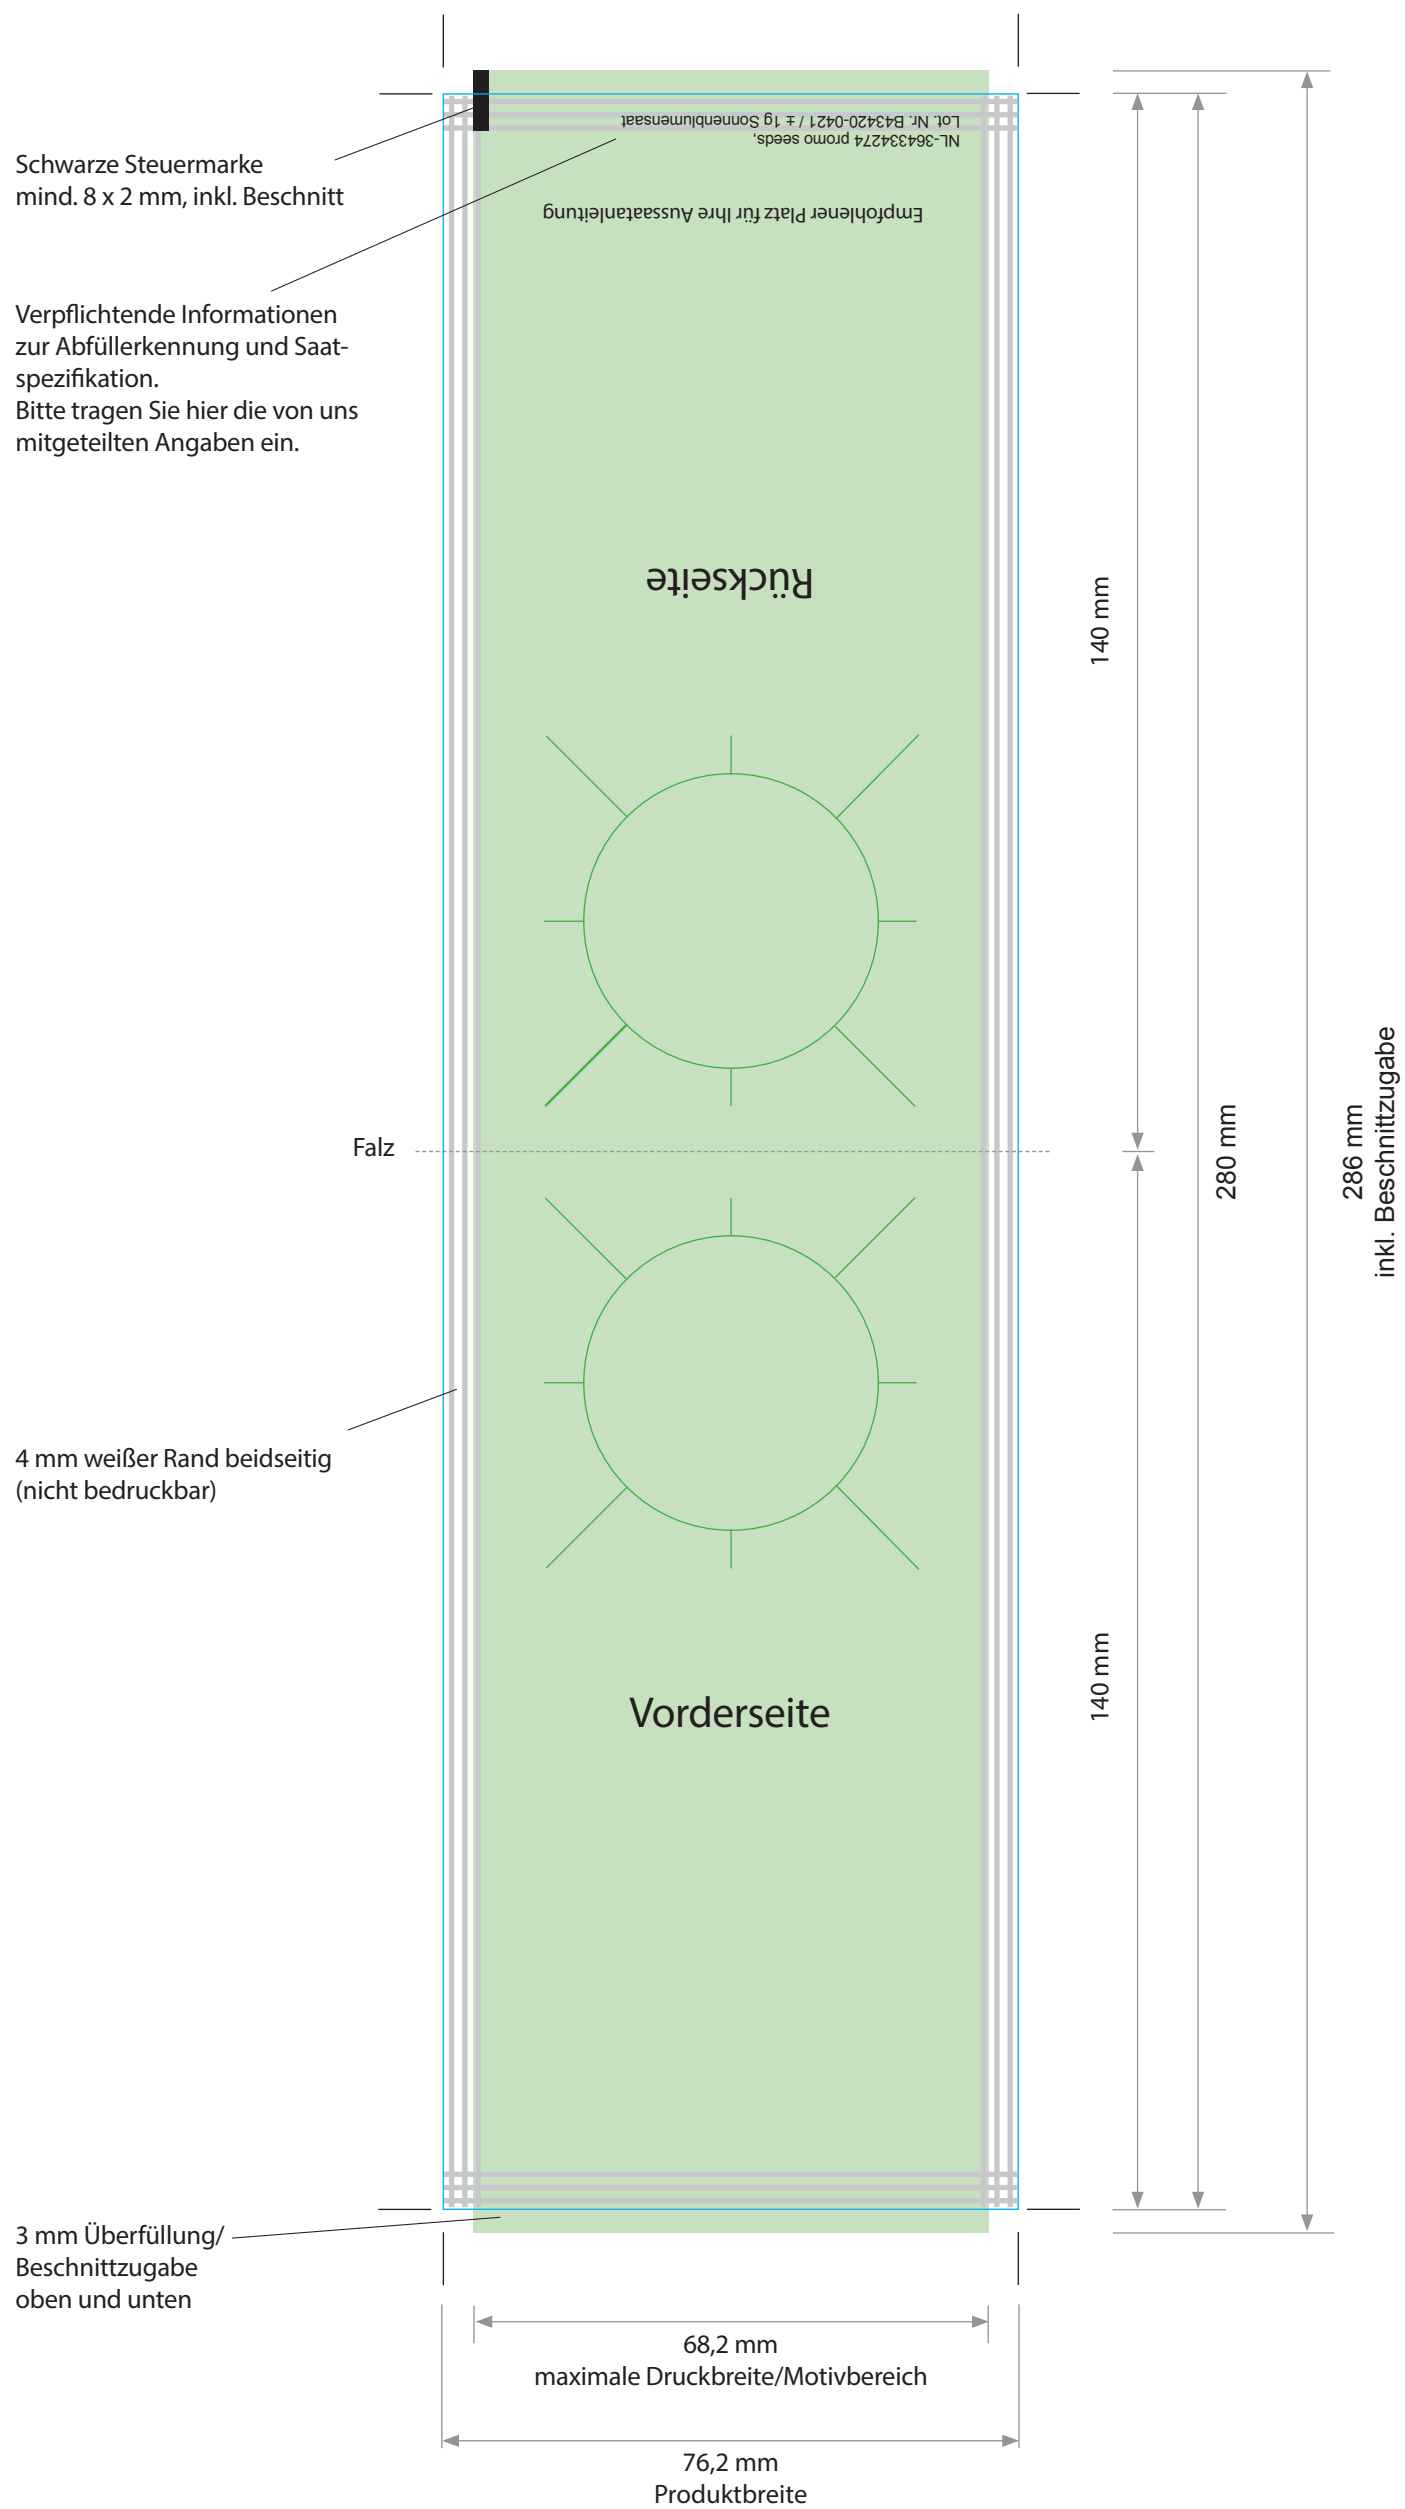 Schwarze Steuermarke
mind. 8 x 2 mm, inkl. Beschnitt
Verpflichtende Informationen
zur Abfüllerkennung und Saat-
spezifikation.
Bitte tragen Sie hier die von uns
mitgeteilten Angaben ein.
NL-364334274 promo seeds,
Lot. Nr. B43420-0421 / ± 1g Sonnenblumensaat
Empfohlener Platz für Ihre Aussaatanleitung
Rückseite
140 mm
Falz
280 mm
286 mm
inkl. Beschnittzugabe
4 mm weißer Rand beidseitig
(nicht bedruckbar)
Vorderseite
140 mm
3 mm Überfüllung/
Beschnittzugabe
oben und unten
68,2 mm
maximale Druckbreite/Motivbereich
76,2 mm
Produktbreite